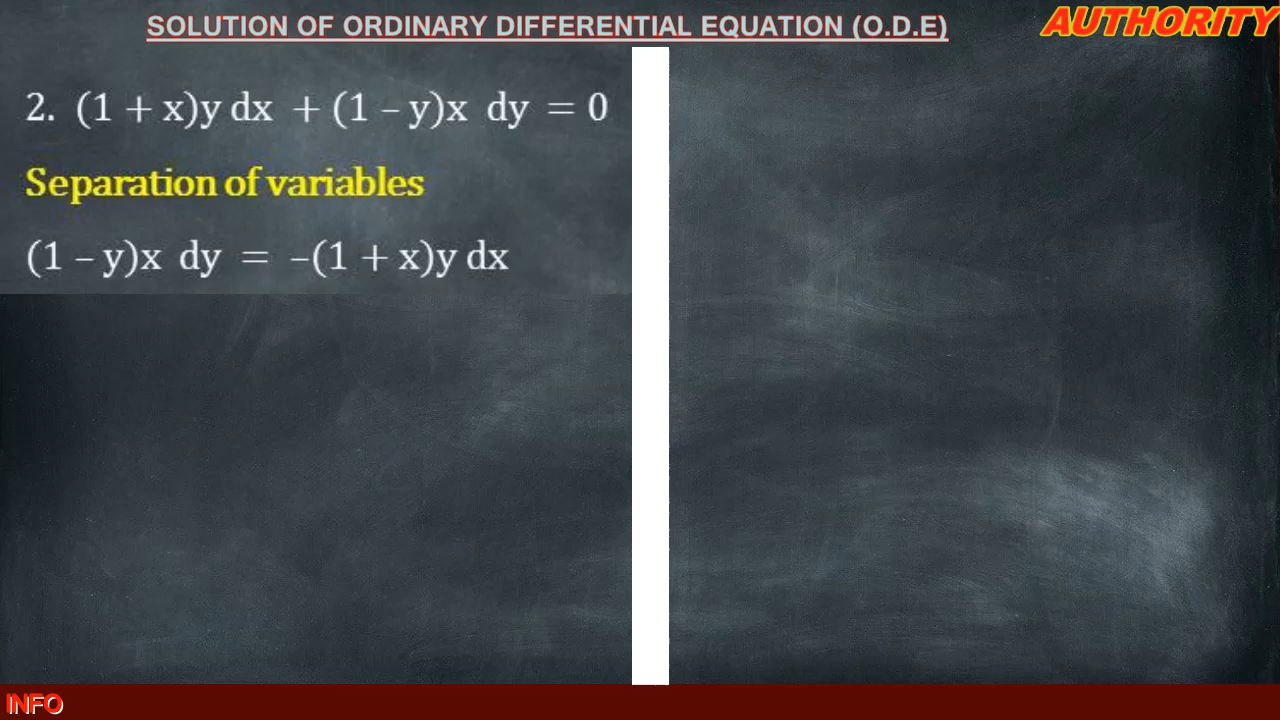 SOLUTION OF ORDINARY DIFFERENTIAL EQUATION (O.D.E)
AUTHORITY
2. (1 + x)y dx + (1 – y)x dy = 0
Separation of variables
(1 – y)x dy = –(1 + x)y dx
INFO